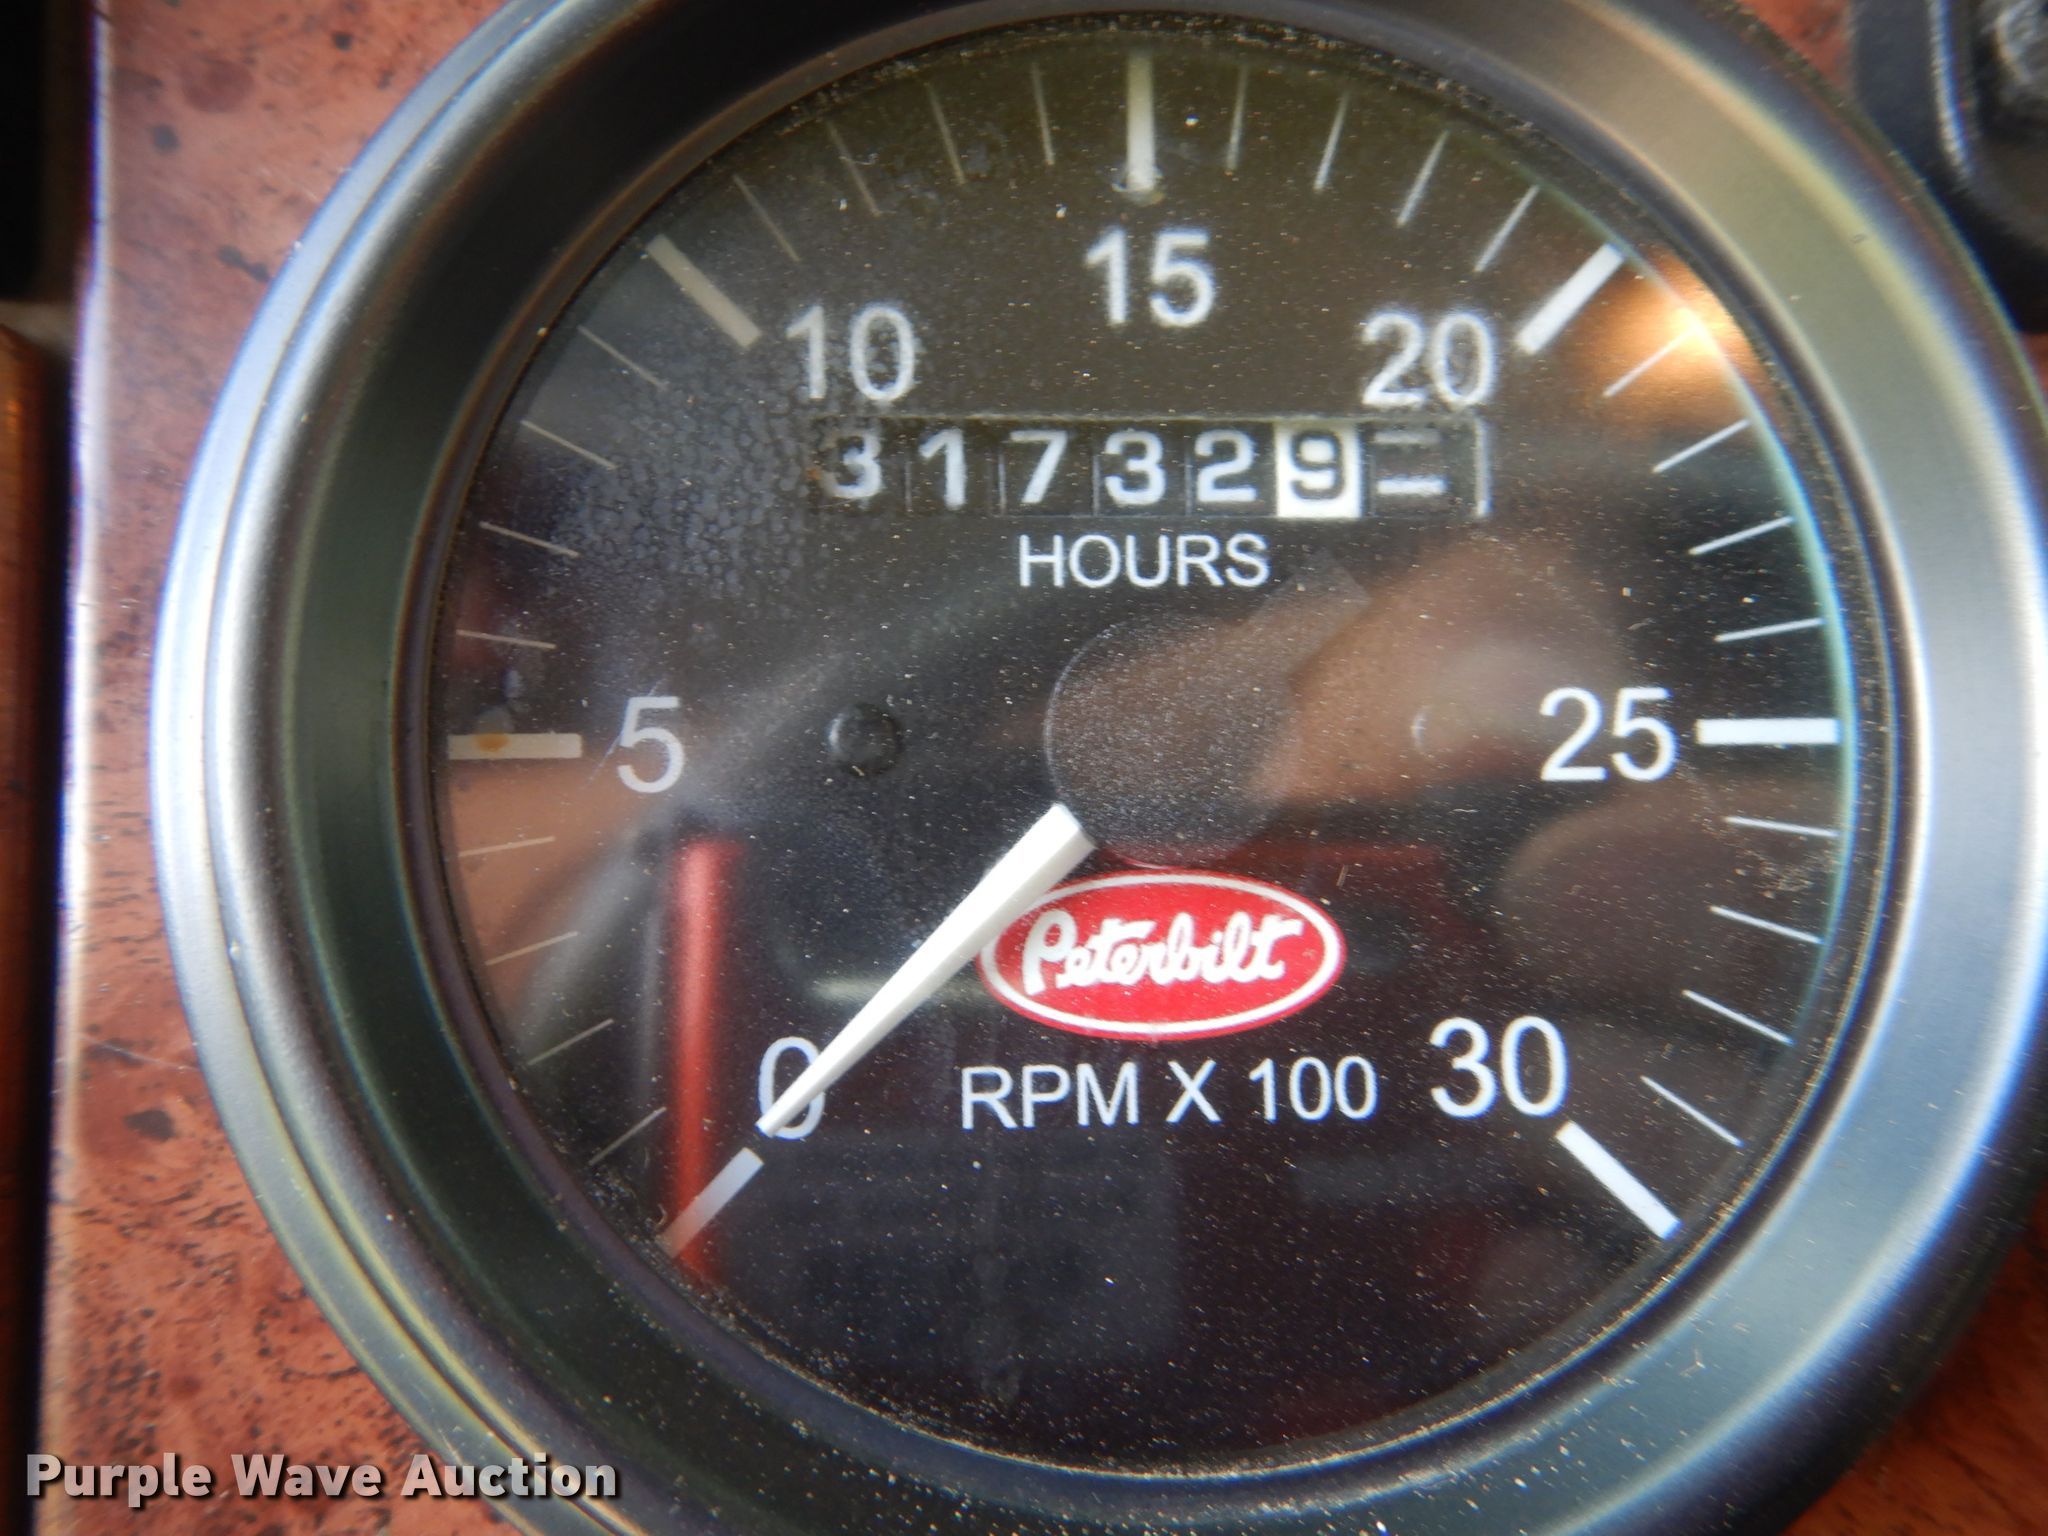 15
10 20
317329
HOURS
5 25
Peterbilt
0 30
RPM X 100
Purple Wave Auction